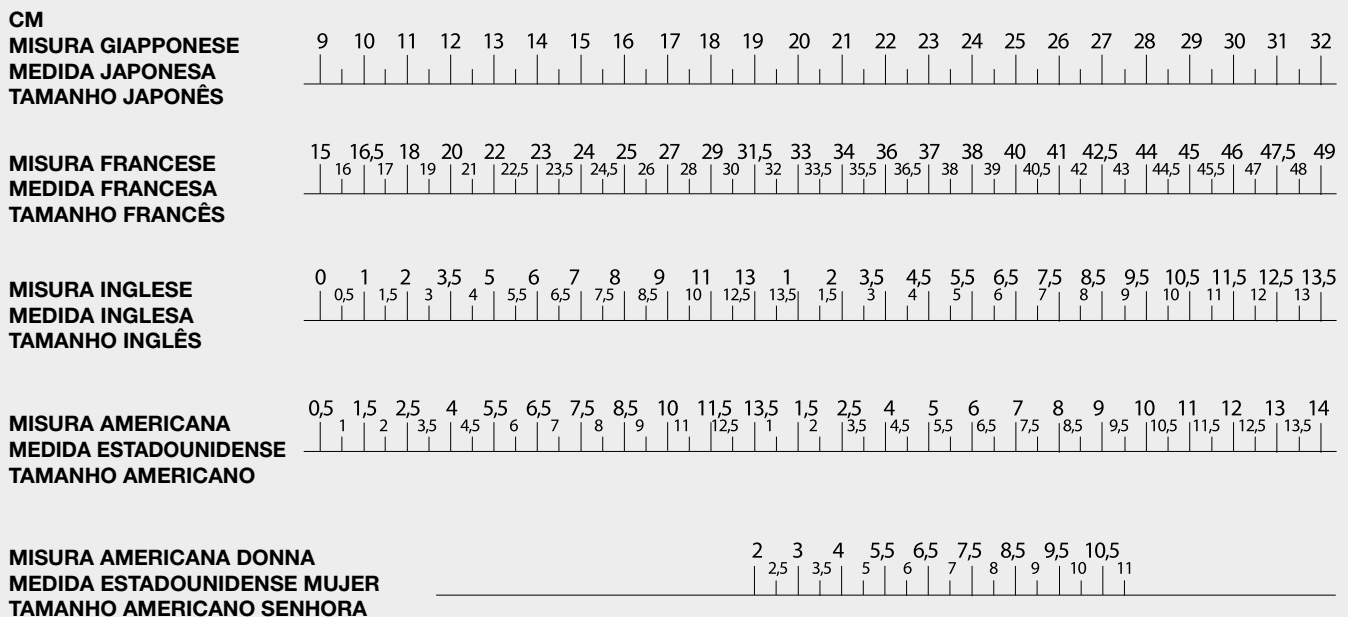 CM
MISURA GIAPPONESE
MEDIDA JAPONESA
TAMANHO JAPONÊS
9 10 11 12 13 14 15 16 17 18 19 20 21 22 23 24 25 26 27 28 29 30 31 32
MISURA FRANCESE
MEDIDA FRANCESA
TAMANHO FRANCÊS
15 16,5 18 20 22 23 24 25 27 29 31,5 33 34 36 37 38 40 41 42,5 44 45 46 47,5 49
16 17 19 21 22,5 23,5 24,5 26 28 30 32 33,5 35,5 36,5 38 39 40,5 42 43 44,5 45,5 47 48
MISURA INGLESE
MEDIDA INGLESA
TAMANHO INGLÊS
0 1 2 3,5 5 6 7 8 9 11 13 1 2 3,5 4,5 5,5 6,5 7,5 8,5 9,5 10,5 11,5 12,5 13,5
0,5 1,5 3 4 5,5 6,5 7,5 8,5 10 12,5 13,5 1,5 3 4 5 6 7 8 9 10 11 12 13
MISURA AMERICANA
MEDIDA ESTADOUNIDENSE
TAMANHO AMERICANO
0,5 1,5 2,5 4 5,5 6,5 7,5 8,5 10 11,5 13,5 1,5 2,5 4 5 6 7 8 9 10 11 12 13 14
1 2 3,5 4,5 6 7 8 9 11 12,5 1 2 3,5 4,5 5,5 6,5 7,5 8,5 9,5 10,5 11,5 12,5 13,5
MISURA AMERICANA DONNA
MEDIDA ESTADOUNIDENSE MUJER
TAMANHO AMERICANO SENHORA
2 3 4 5,5 6,5 7,5 8,5 9,5 10,5
2,5 3,5 5 6 7 8 9 10 11